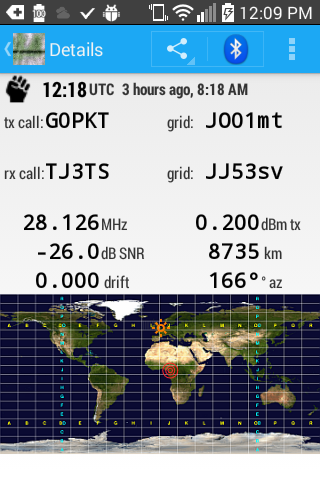 100 12:09 PM
Details
12:18 UTC 3 hours ago, 8:18 AM
tx call: G0PKT grid: JO01mt
rx call: TJ3TS grid: JJ53sv
28.126 MHz 0.200 dBm tx
-26.0 dB SNR 8735 km
0.000 drift 166° ° az